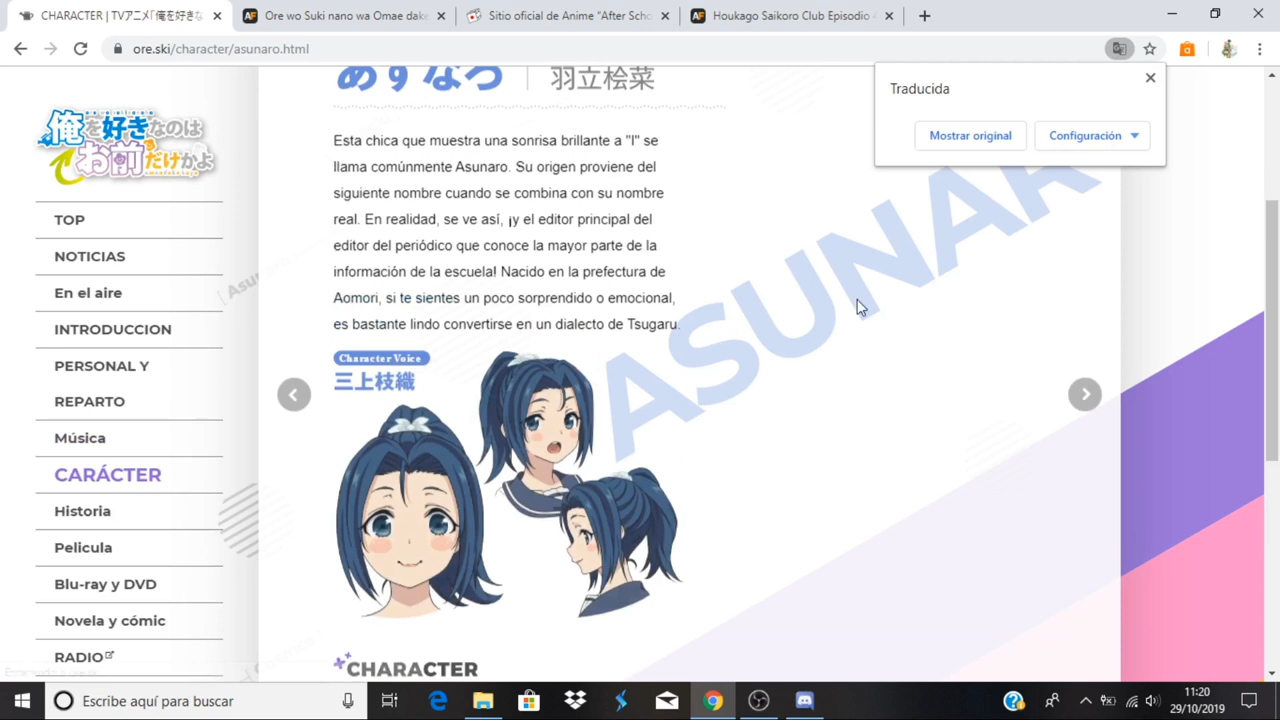 CHARACTER | TVアニメ「俺を好きな
Ore wo Suki nano wa Omae dake
Sitio oficial de Anime "After Scho
Houkago Saikoro Club Episodio 4
ore.ski/character/asunaro.html
Traducida
Mostrar original
Configuración
俺を好きなのは
お前だけかよ
TOP
NOTICIAS
En el aire
INTRODUCCION
PERSONAL Y
REPARTO
Música
CARÁCTER
Historia
Pelicula
Blu-ray y DVD
Novela y cómic
RADIO
あすなろ
羽立桧菜
Esta chica que muestra una sonrisa brillante a "I" se
llama comúnmente Asunaro. Su origen proviene del
siguiente nombre cuando se combina con su nombre
real. En realidad, se ve así, ¡y el editor principal del
editor del periódico que conoce la mayor parte de la
información de la escuela! Nacido en la prefectura de
Aomori, si te sientes un poco sorprendido o emocional,
es bastante lindo convertirse en un dialecto de Tsugaru.
Character Voice
三上枝織
ASUNAR
CHARACTER
Escribe aquí para buscar
11:20
29/10/2019